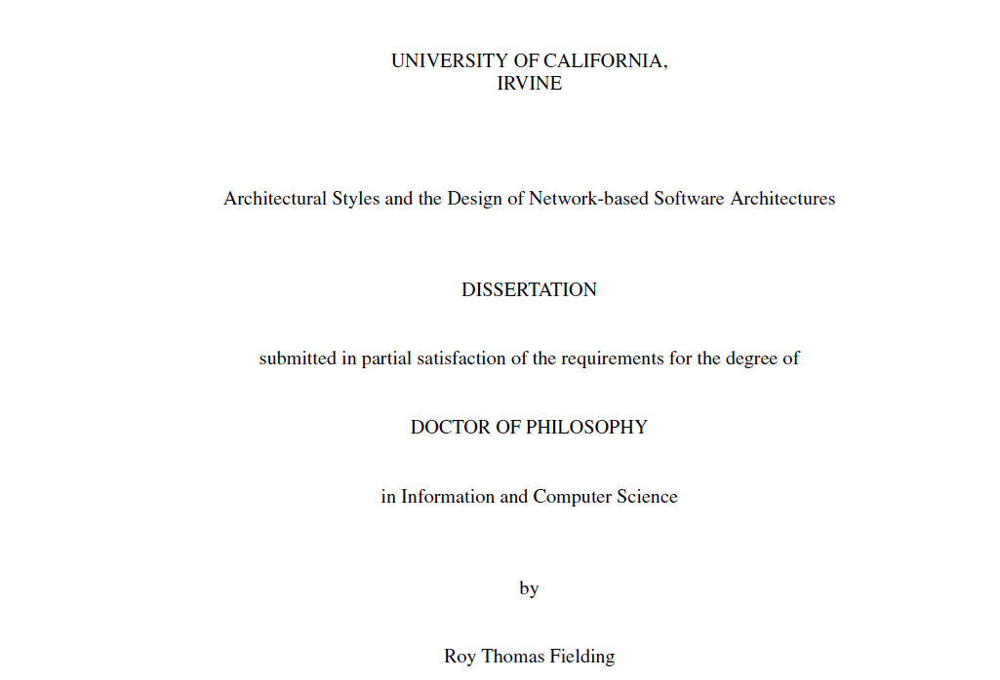 UNIVERSITY OF CALIFORNIA,
IRVINE
Architectural Styles and the Design of Network-based Software Architectures
DISSERTATION
submitted in partial satisfaction of the requirements for the degree of
DOCTOR OF PHILOSOPHY
in Information and Computer Science
by
Roy Thomas Fielding